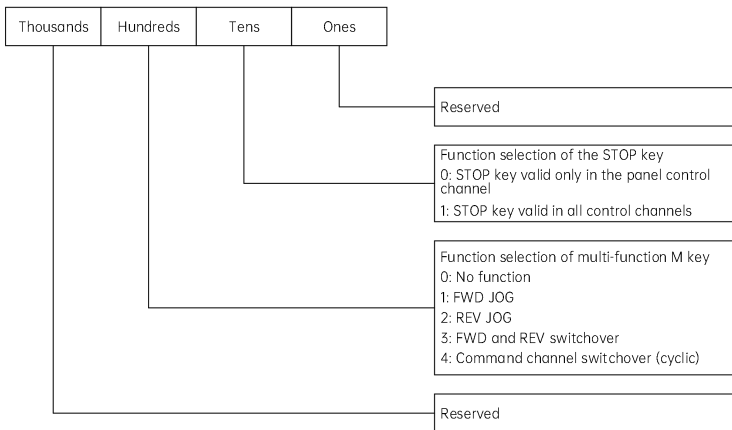 Thousands Hundreds Tens Ones
Reserved
Function selection of the STOP key
0: STOP key valid only in the panel control
channel
1: STOP key valid in all control channels
Function selection of multi-function M key
0: No function
1: FWD JOG
2: REV JOG
3: FWD and REV switchover
4: Command channel switchover (cyclic)
Reserved